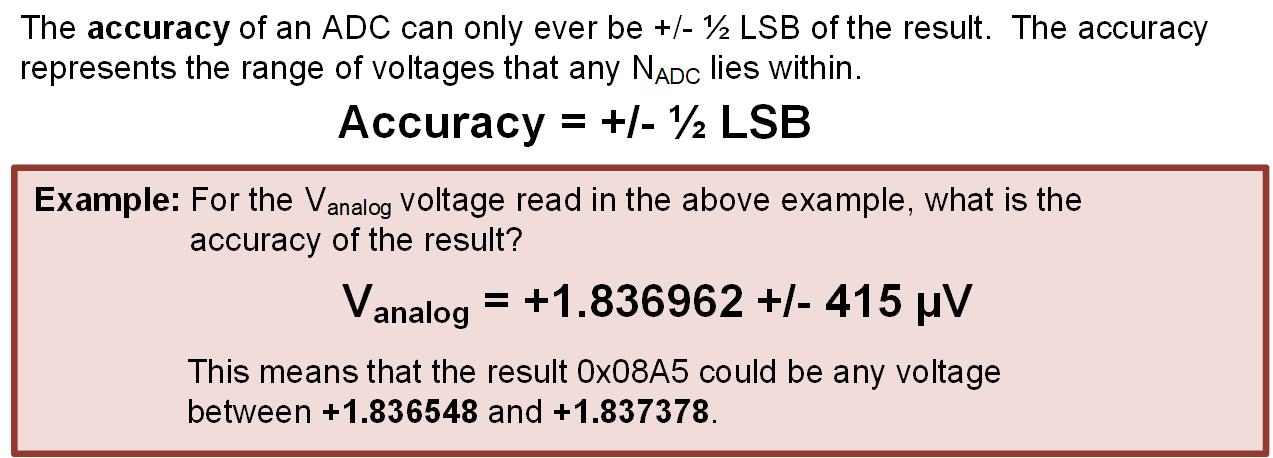 The accuracy of an ADC can only ever be +/- ½ LSB of the result.  The accuracy
represents the range of voltages that any NADC lies within.
Accuracy = +/- ½ LSB
Example: For the Vanalog voltage read in the above example, what is the
accuracy of the result?
Vanalog = +1.836962 +/- 415 µV
This means that the result 0x08A5 could be any voltage
between +1.836548 and +1.837378.